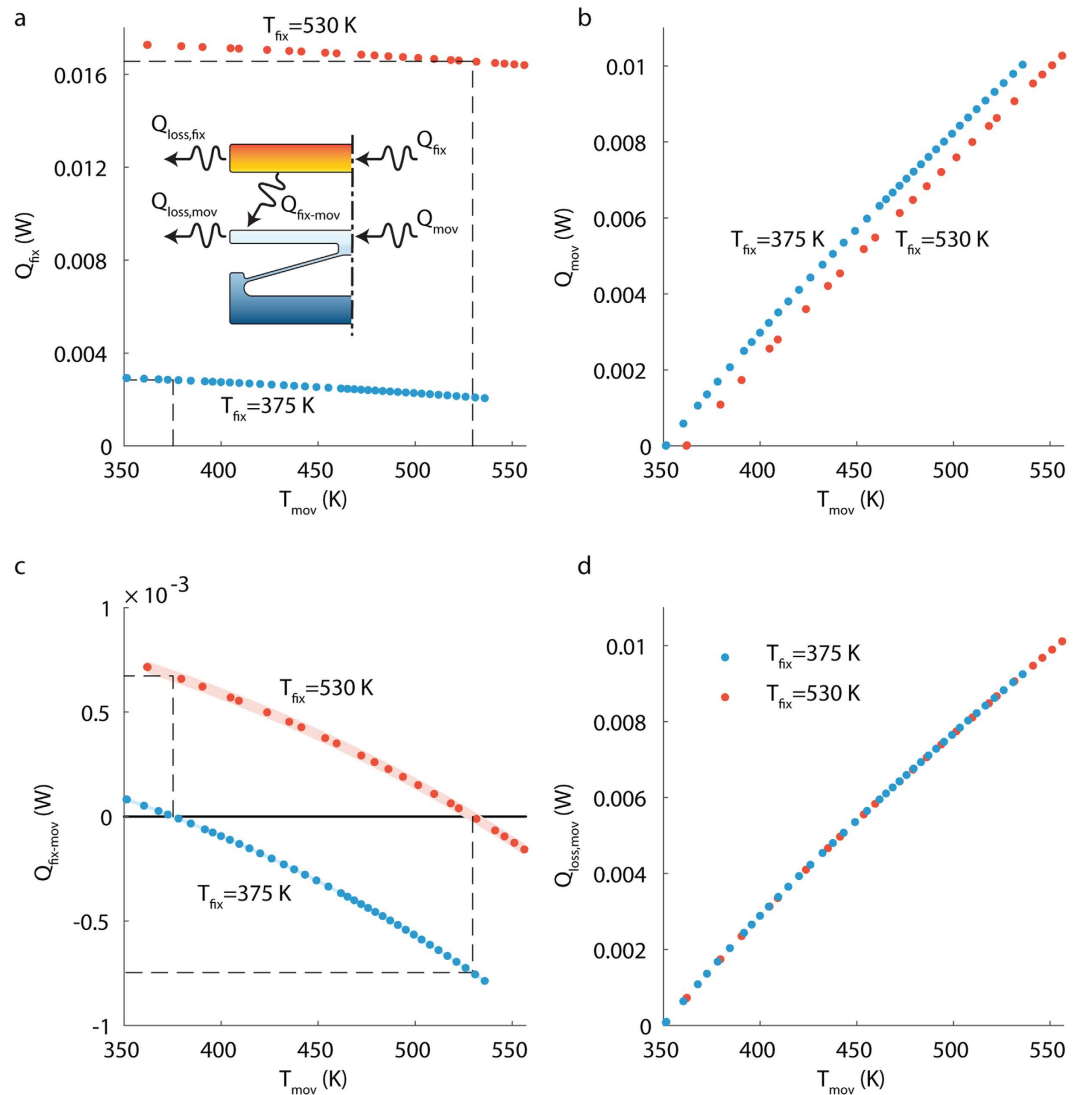 a
T_fix=530 K
0.016
0.012
0.008
0.004
0
Q_fix (W)
Q_loss,fix
Q_fix
Q_fix-mov
Q_loss,mov
Q_mov
T_fix=375 K
350 400 450 500 550
T_mov (K)
b
0.01
0.008
0.006
0.004
0.002
0
Q_mov (W)
T_fix=375 K
T_fix=530 K
350 400 450 500 550
T_mov (K)
c
× 10^-3
1
0.5
0
-0.5
-1
Q_fix-mov (W)
T_fix=530 K
T_fix=375 K
350 400 450 500 550
T_mov (K)
d
0.01
0.008
0.006
0.004
0.002
0
Q_loss,mov (W)
T_fix=375 K
T_fix=530 K
350 400 450 500 550
T_mov (K)